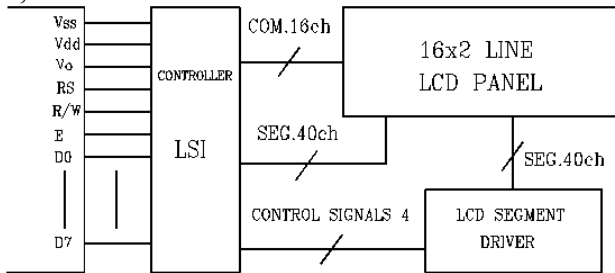 Vss
Vdd
Vo
RS
R/W
E
D0
D7
CONTROLLER
LSI
COM.16ch
SEG.40ch
CONTROL SIGNALS 4
16x2 LINE
LCD PANEL
SEG.40ch
LCD SEGMENT
DRIVER